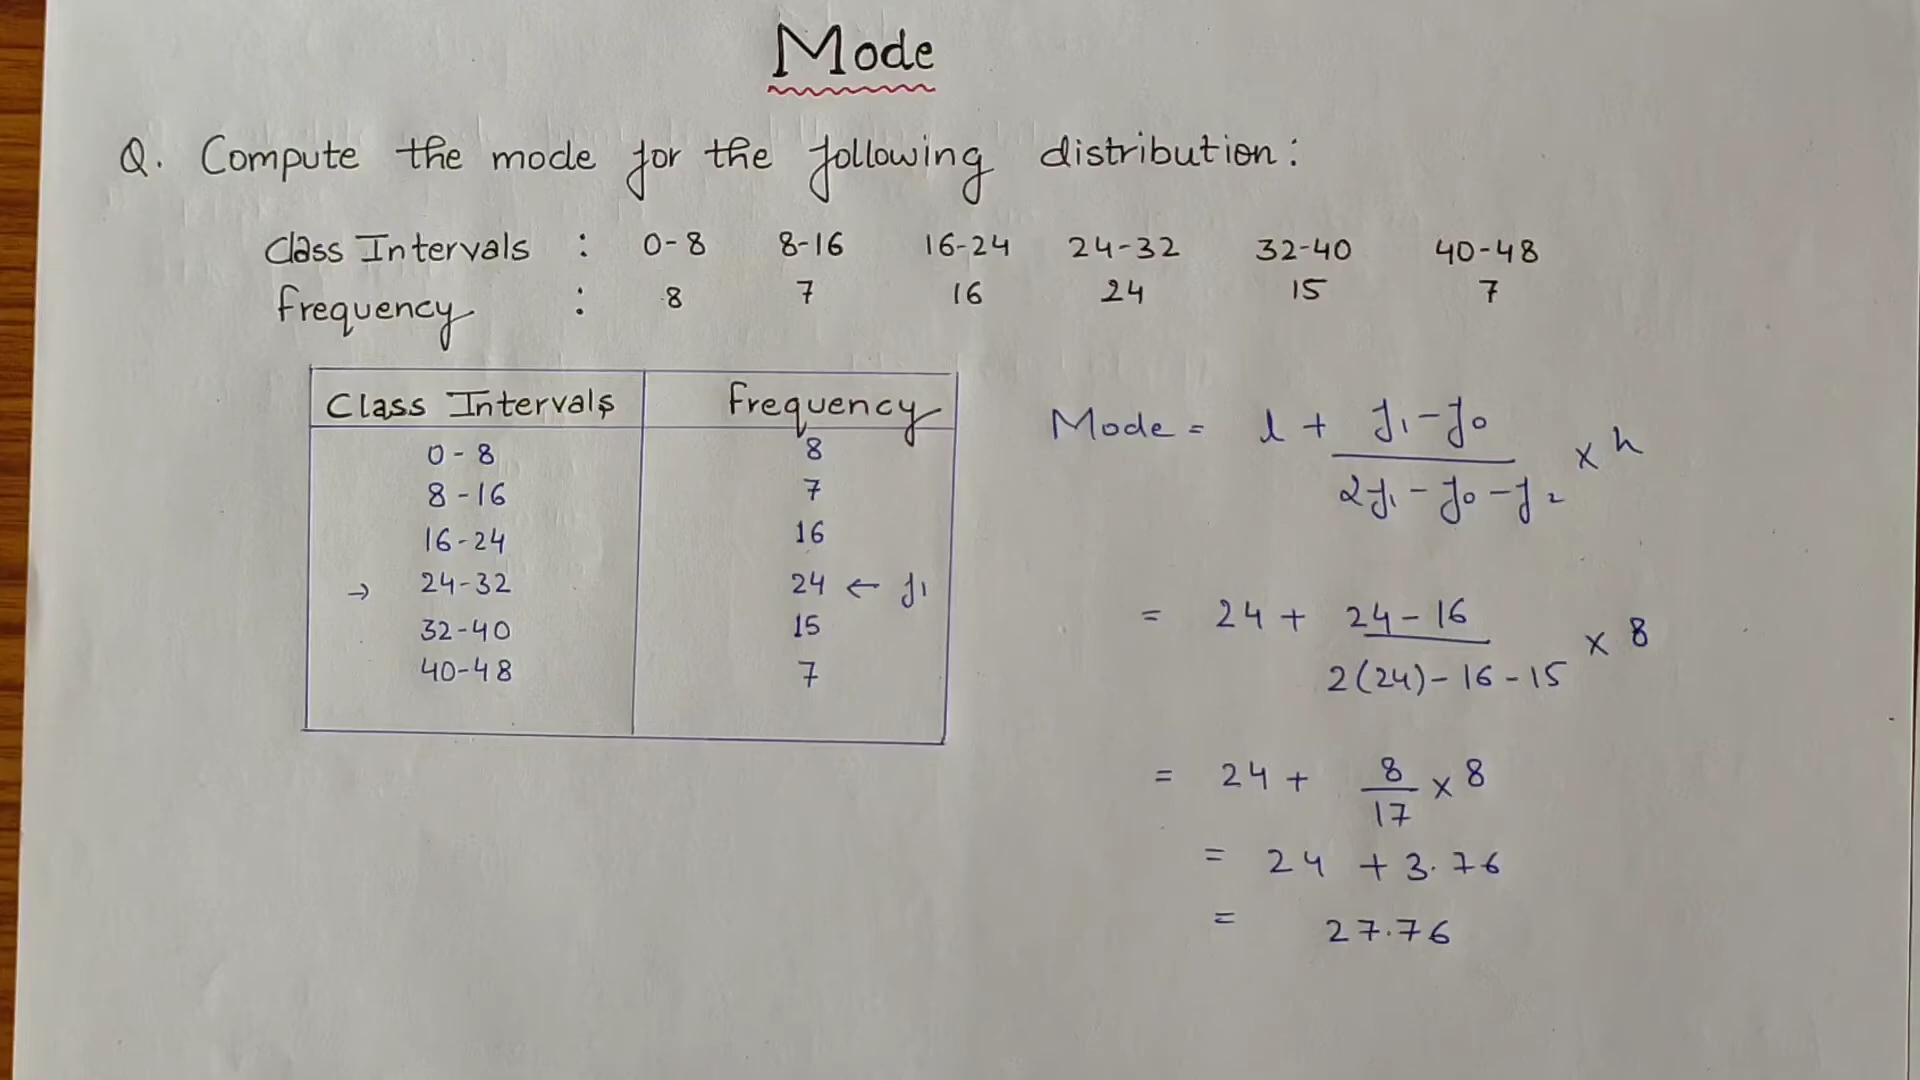 Mode
Q. Compute the mode for the following distribution:
Class Intervals : 0-8 8-16 16-24 24-32 32-40 40-48
frequency : 8 7 16 24 15 7
Class Intervals frequency
0-8 8
8-16 7
16-24 16
→ 24-32 24 ← f₁
32-40 15
40-48 7
Mode = l + f₁-f₀
2f₁-f₀-f₂ × h
= 24 + 24-16
2(24)-16-15 × 8
= 24 + 8
17 × 8
= 24 + 3.76
= 27.76